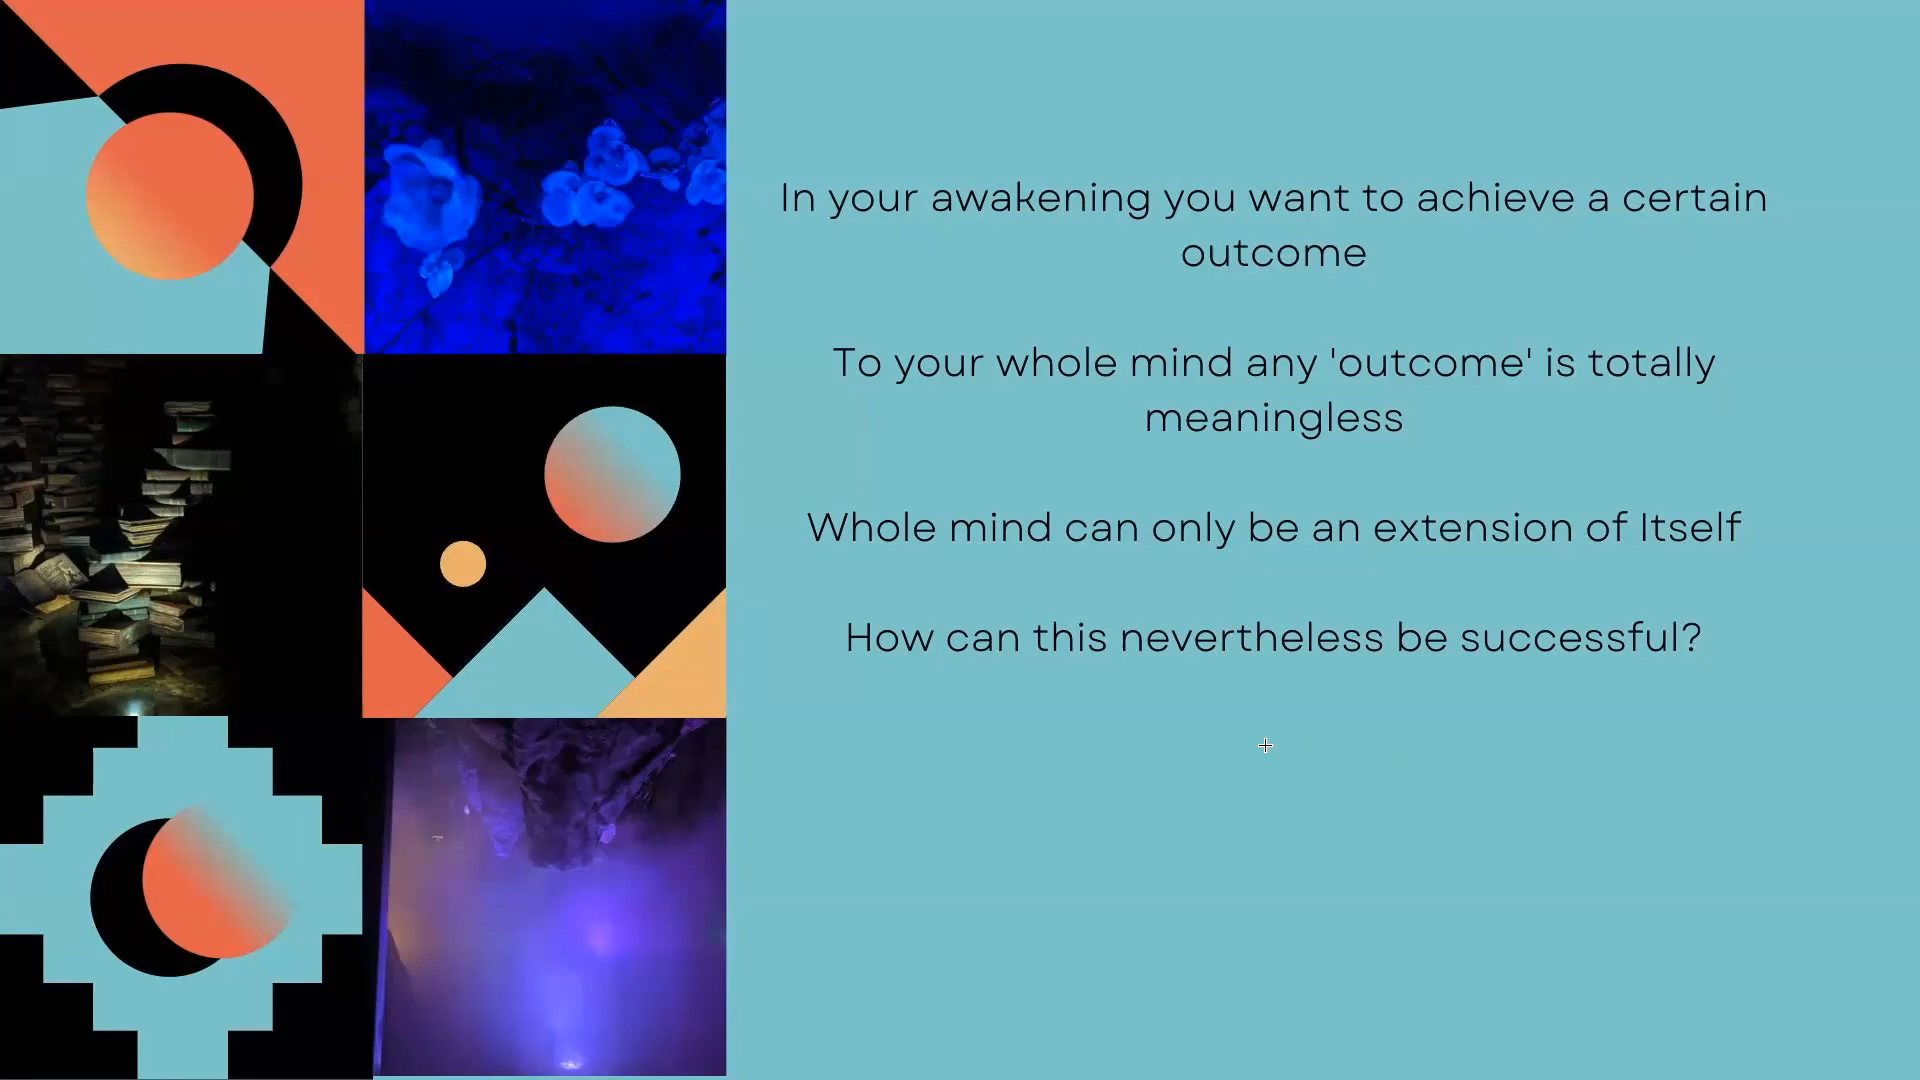 In your awakening you want to achieve a certain
outcome
To your whole mind any 'outcome' is totally
meaningless
Whole mind can only be an extension of Itself
How can this nevertheless be successful?